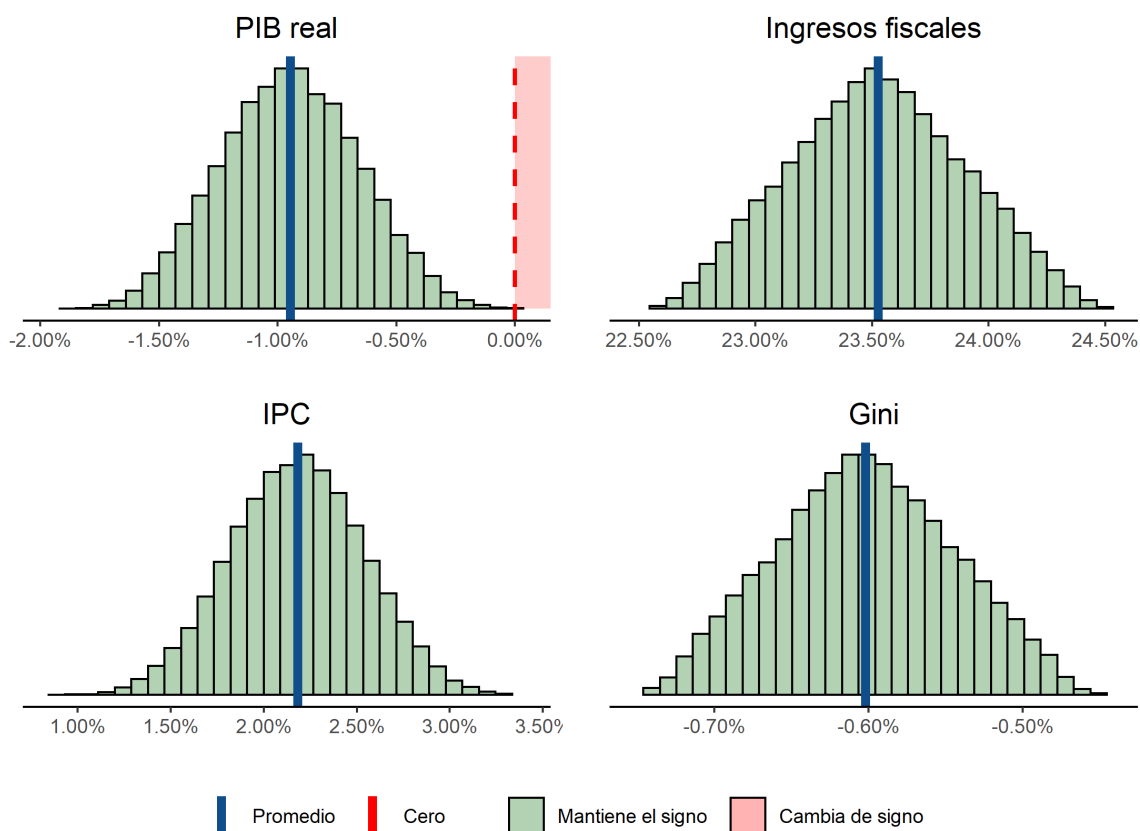 PIB real
Ingresos fiscales
-2.00% -1.50% -1.00% -0.50% 0.00%
22.50% 23.00% 23.50% 24.00% 24.50%
IPC
Gini
1.00% 1.50% 2.00% 2.50% 3.00% 3.50%
-0.70% -0.60% -0.50%
Promedio Cero Mantiene el signo Cambia de signo